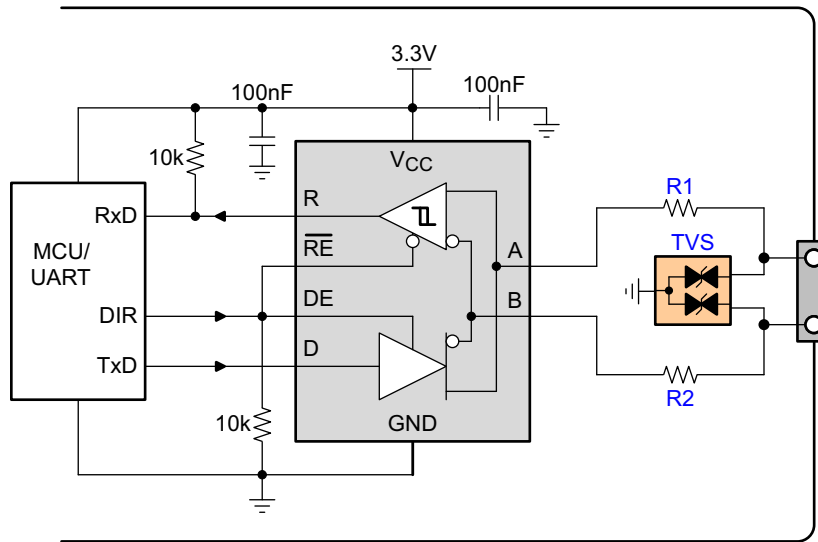 3.3V
100nF
100nF
10k
VCC
R
RxD
R1
RE
MCU/
UART
A
TVS
DE
B
DIR
D
TxD
R2
10k
GND